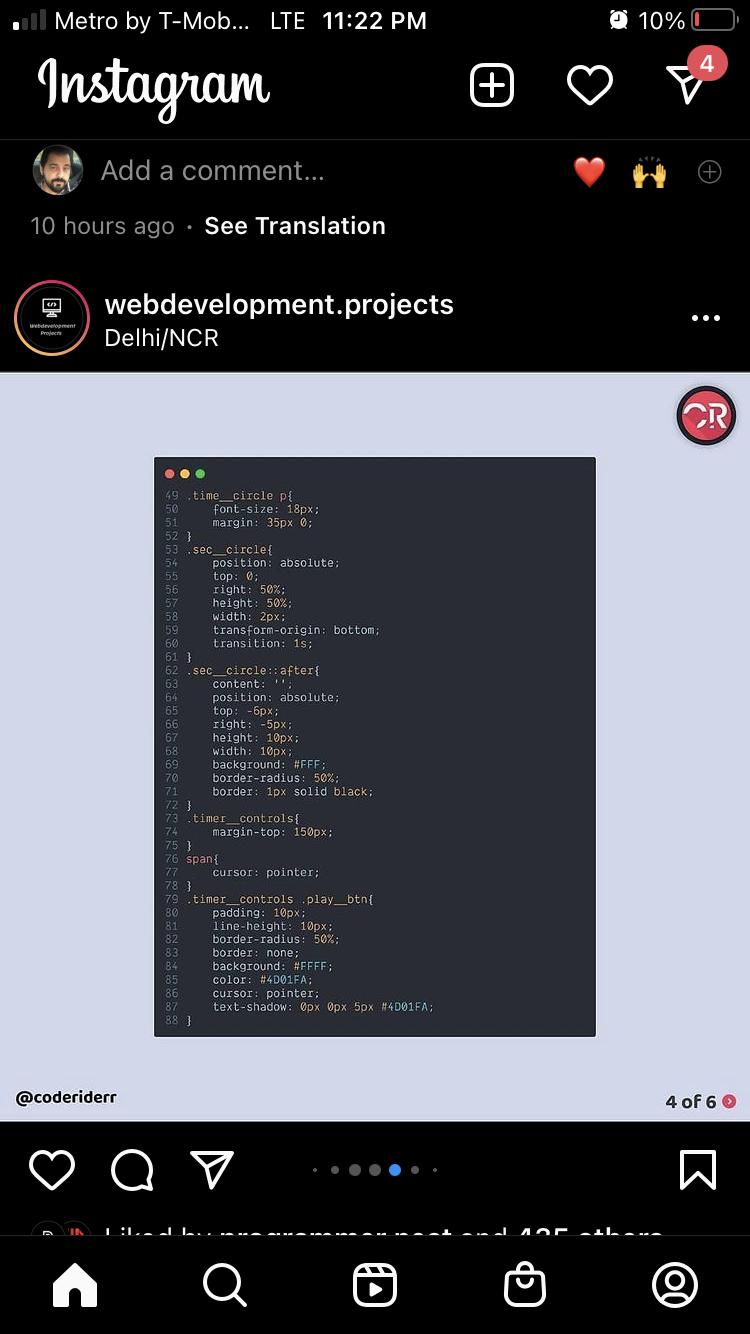 Metro by T-Mob... LTE 11:22 PM 10%
Instagram 4
Add a comment...
10 hours ago · See Translation
Webdevelopment
Projects
webdevelopment.projects
Delhi/NCR
CR
49 .time__circle p{
50 font-size: 18px;
51 margin: 35px 0;
52 }
53 .sec__circle{
54 position: absolute;
55 top: 0;
56 right: 50%;
57 height: 50%;
58 width: 2px;
59 transform-origin: bottom;
60 transition: 1s;
61 }
62 .sec__circle::after{
63 content: '';
64 position: absolute;
65 top: -6px;
66 right: -5px;
67 height: 10px;
68 width: 10px;
69 background: #FFF;
70 border-radius: 50%;
71 border: 1px solid black;
72 }
73 .timer__controls{
74 margin-top: 150px;
75 }
76 span{
77 cursor: pointer;
78 }
79 .timer__controls .play__btn{
80 padding: 10px;
81 line-height: 10px;
82 border-radius: 50%;
83 border: none;
84 background: #FFFF;
85 color: #4D01FA;
86 cursor: pointer;
87 text-shadow: 0px 0px 5px #4D01FA;
88 }
@coderiderr 4 of 6
Liked by programmer.nest and 435 others